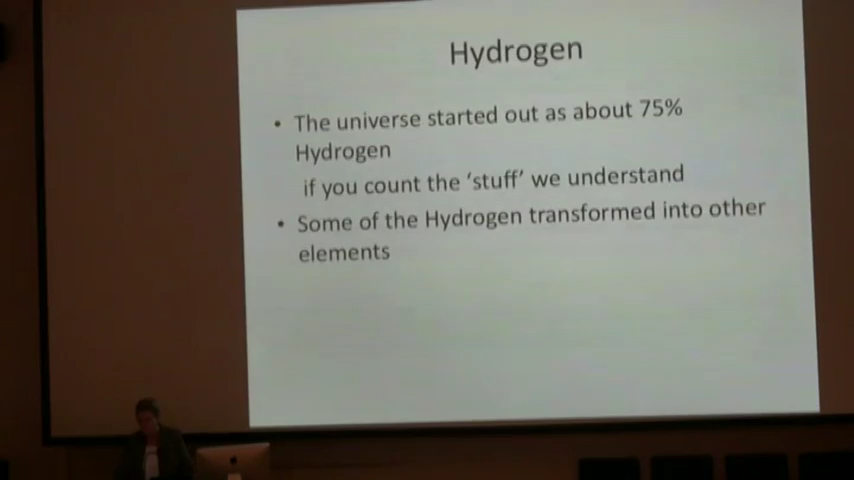 Hydrogen
• The universe started out as about 75%
Hydrogen
if you count the ‘stuff’ we understand
• Some of the Hydrogen transformed into other
elements